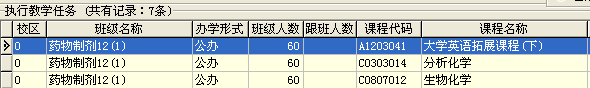 执行教学任务 (共有记录：7条)
校区 班级名称 办学形式 班级人数 跟班人数 课程代码 课程名称
0 药物制剂12(1) 公办 60 A1203041 大学英语拓展课程(下)
0 药物制剂12(1) 公办 60 C0303014 分析化学
0 药物制剂12(1) 公办 60 C0807012 生物化学